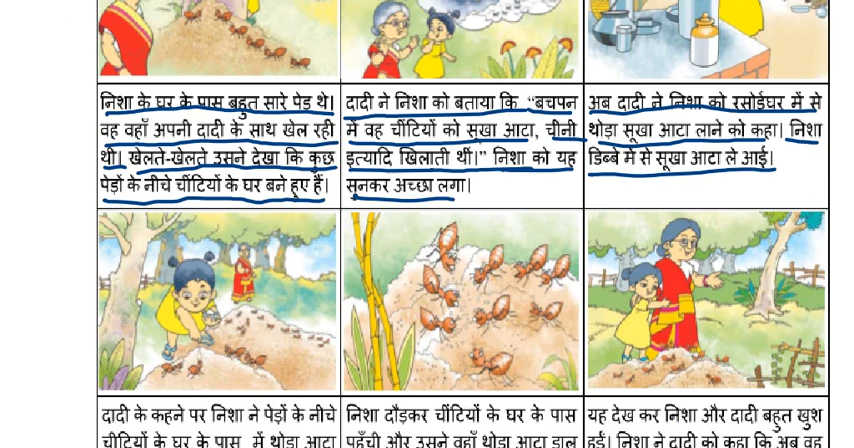 निशा के घर के पास बहुत सारे पेड़ थे।
वह वहाँ अपनी दादी के साथ खेल रही
थी। खेलते-खेलते उसने देखा कि कुछ
पेड़ों के नीचे चींटियों के घर बने हुए हैं।
दादी ने निशा को बताया कि “बचपन
में वह चींटियों को सूखा आटा, चीनी
इत्यादि खिलाती थीं।” निशा को यह
सुनकर अच्छा लगा।
अब दादी ने निशा को रसोईघर में से
थोड़ा सूखा आटा लाने को कहा। निशा
डिब्बे में से सूखा आटा ले आई।
दादी के कहने पर निशा ने पेड़ों के नीचे
चींटियों के घर के पास में थोड़ा आटा
निशा दौड़कर चींटियों के घर के पास
पहुँची और उसने वहाँ थोड़ा आटा डाल
यह देख कर निशा और दादी बहुत खुश
हुईं। निशा ने दादी को कहा कि अब वह